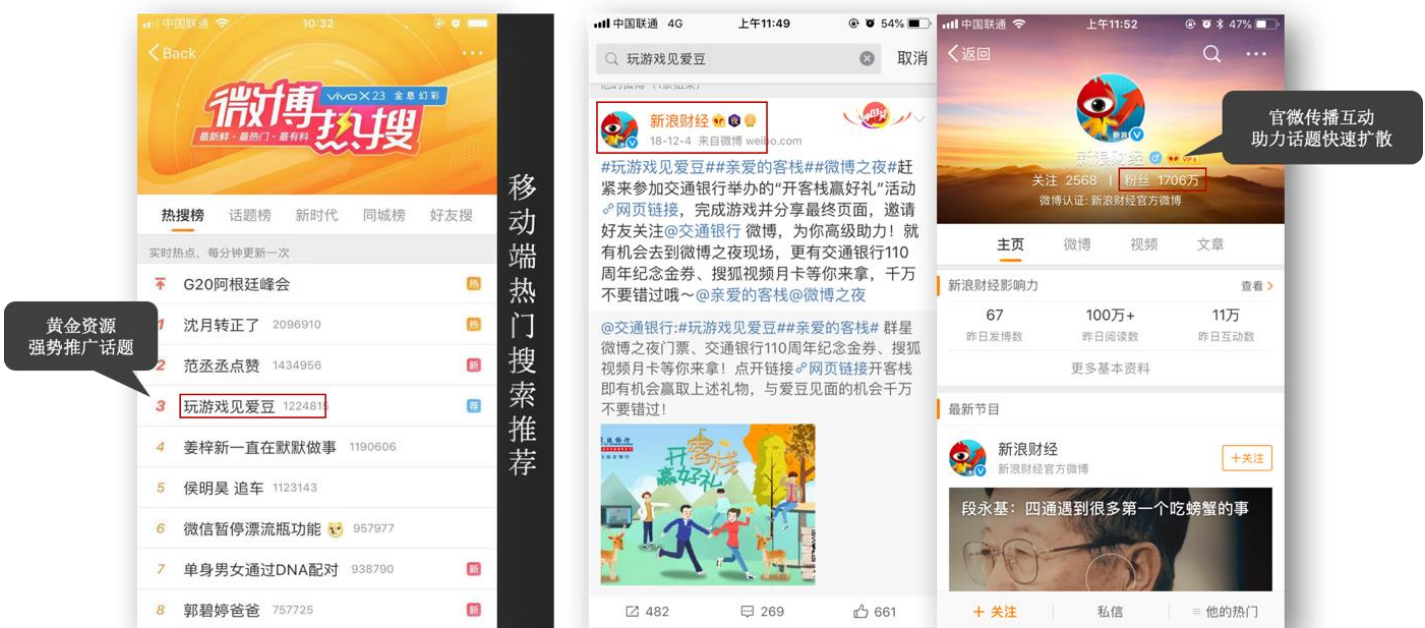 中国联通
10:32
Back
微博热搜
vivo X23 全息幻彩
最新鲜·最热门·最有料
热搜榜 话题榜 新时代 同城榜 好友搜
实时热点，每分钟更新一次
G20阿根廷峰会 热
1 沈月转正了 2096910 热
2 范丞丞点赞 1434956 新
3 玩游戏见爱豆 1224815 荐
4 姜梓新一直在默默做事 1190606
5 侯明昊 追车 1123143
6 微信暂停漂流瓶功能 957977
7 单身男女通过DNA配对 938790 新
8 郭碧婷爸爸 757725 新
黄金资源
强势推广话题
移动端热门搜索推荐
中国联通 4G 上午11:49 54%
玩游戏见爱豆 取消
新浪财经
18-12-4 来自微博 weibo.com
#玩游戏见爱豆##亲爱的客栈##微博之夜#赶
紧来参加交通银行举办的“开客栈赢好礼”活动
网页链接，完成游戏并分享最终页面，邀请
好友关注@交通银行 微博，为你高级助力！就
有机会去到微博之夜现场，更有交通银行110
周年纪念金券、搜狐视频月卡等你来拿，千万
不要错过哦～@亲爱的客栈@微博之夜
@交通银行:#玩游戏见爱豆##亲爱的客栈# 群星
微博之夜门票、交通银行110周年纪念金券、搜狐
视频月卡等你来拿！点开链接网页链接开客栈
即有机会赢取上述礼物，与爱豆见面的机会千万
不要错过！
开客栈
赢好礼
482 269 661
中国联通 上午11:52 47%
返回
新浪财经
关注 2568 | 粉丝 1706万
微博认证: 新浪财经官方微博
官微传播互动
助力话题快速扩散
主页 微博 视频 文章
新浪财经影响力 查看
67 100万+ 11万
昨日发博数 昨日阅读数 昨日互动数
更多基本资料
最新节目
新浪财经
新浪财经官方微博
+关注
段永基：四通遇到很多第一个吃螃蟹的事
+ 关注 私信 他的热门